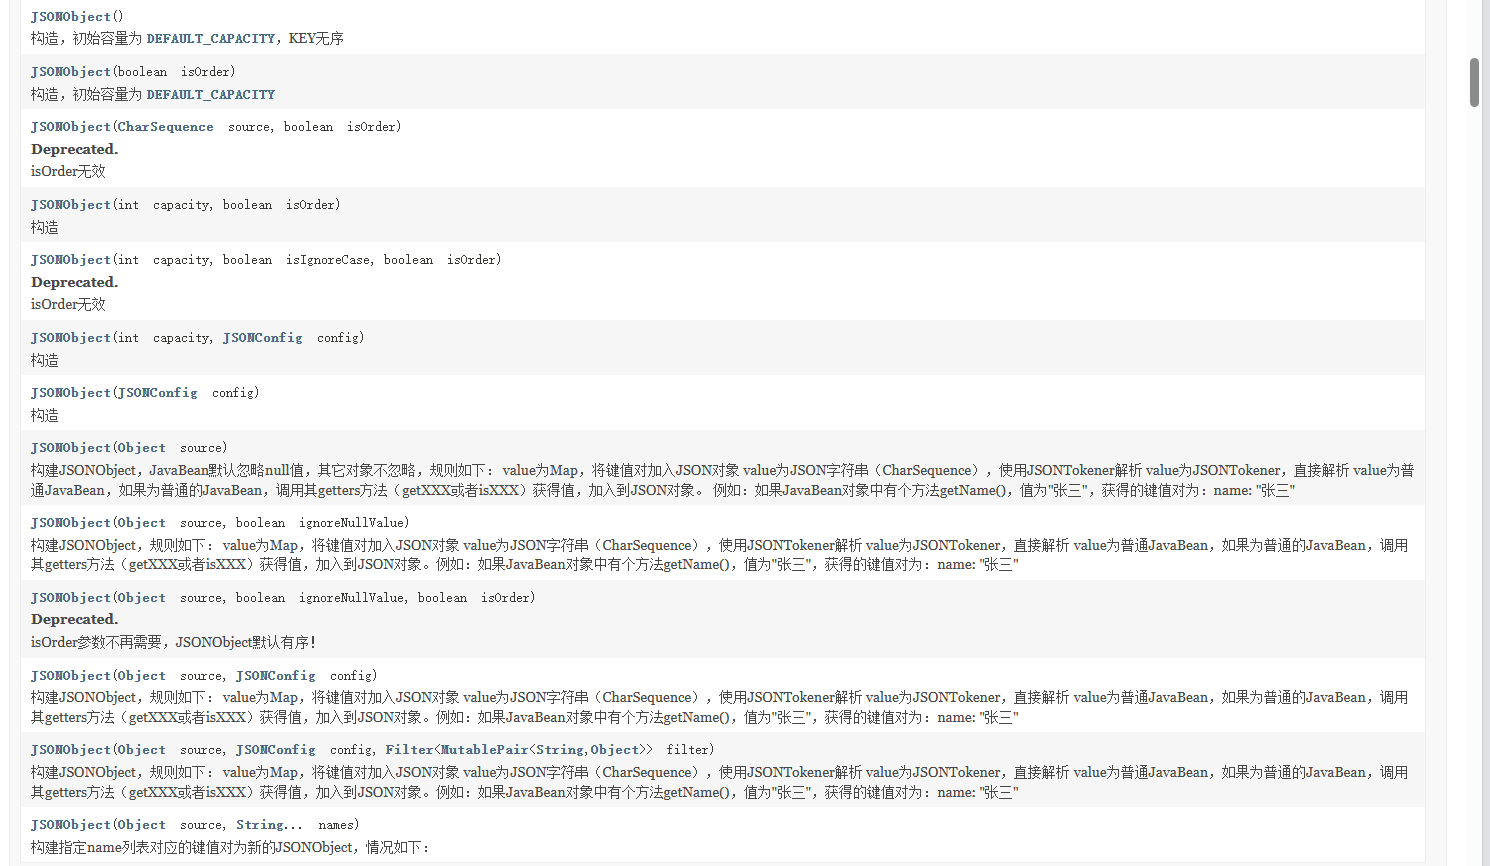 JSONObject()
构造，初始容量为 DEFAULT_CAPACITY，KEY无序
JSONObject(boolean isOrder)
构造，初始容量为 DEFAULT_CAPACITY
JSONObject(CharSequence source, boolean isOrder)
Deprecated.
isOrder无效
JSONObject(int capacity, boolean isOrder)
构造
JSONObject(int capacity, boolean isIgnoreCase, boolean isOrder)
Deprecated.
isOrder无效
JSONObject(int capacity, JSONConfig config)
构造
JSONObject(JSONConfig config)
构造
JSONObject(Object source)
构建JSONObject，JavaBean默认忽略null值，其它对象不忽略，规则如下： value为Map，将键值对加入JSON对象 value为JSON字符串（CharSequence），使用JSONTokener解析 value为JSONTokener，直接解析 value为普
通JavaBean，如果为普通的JavaBean，调用其getters方法（getXXX或者isXXX）获得值，加入到JSON对象。 例如：如果JavaBean对象中有个方法getName()，值为"张三"，获得的键值对为：name: "张三"
JSONObject(Object source, boolean ignoreNullValue)
构建JSONObject，规则如下： value为Map，将键值对加入JSON对象 value为JSON字符串（CharSequence），使用JSONTokener解析 value为JSONTokener，直接解析 value为普通JavaBean，如果为普通的JavaBean，调用
其getters方法（getXXX或者isXXX）获得值，加入到JSON对象。例如：如果JavaBean对象中有个方法getName()，值为"张三"，获得的键值对为：name: "张三"
JSONObject(Object source, boolean ignoreNullValue, boolean isOrder)
Deprecated.
isOrder参数不再需要，JSONObject默认有序！
JSONObject(Object source, JSONConfig config)
构建JSONObject，规则如下： value为Map，将键值对加入JSON对象 value为JSON字符串（CharSequence），使用JSONTokener解析 value为JSONTokener，直接解析 value为普通JavaBean，如果为普通的JavaBean，调用
其getters方法（getXXX或者isXXX）获得值，加入到JSON对象。例如：如果JavaBean对象中有个方法getName()，值为"张三"，获得的键值对为：name: "张三"
JSONObject(Object source, JSONConfig config, Filter<MutablePair<String,Object>> filter)
构建JSONObject，规则如下： value为Map，将键值对加入JSON对象 value为JSON字符串（CharSequence），使用JSONTokener解析 value为JSONTokener，直接解析 value为普通JavaBean，如果为普通的JavaBean，调用
其getters方法（getXXX或者isXXX）获得值，加入到JSON对象。例如：如果JavaBean对象中有个方法getName()，值为"张三"，获得的键值对为：name: "张三"
JSONObject(Object source, String... names)
构建指定name列表对应的键值对为新的JSONObject，情况如下：